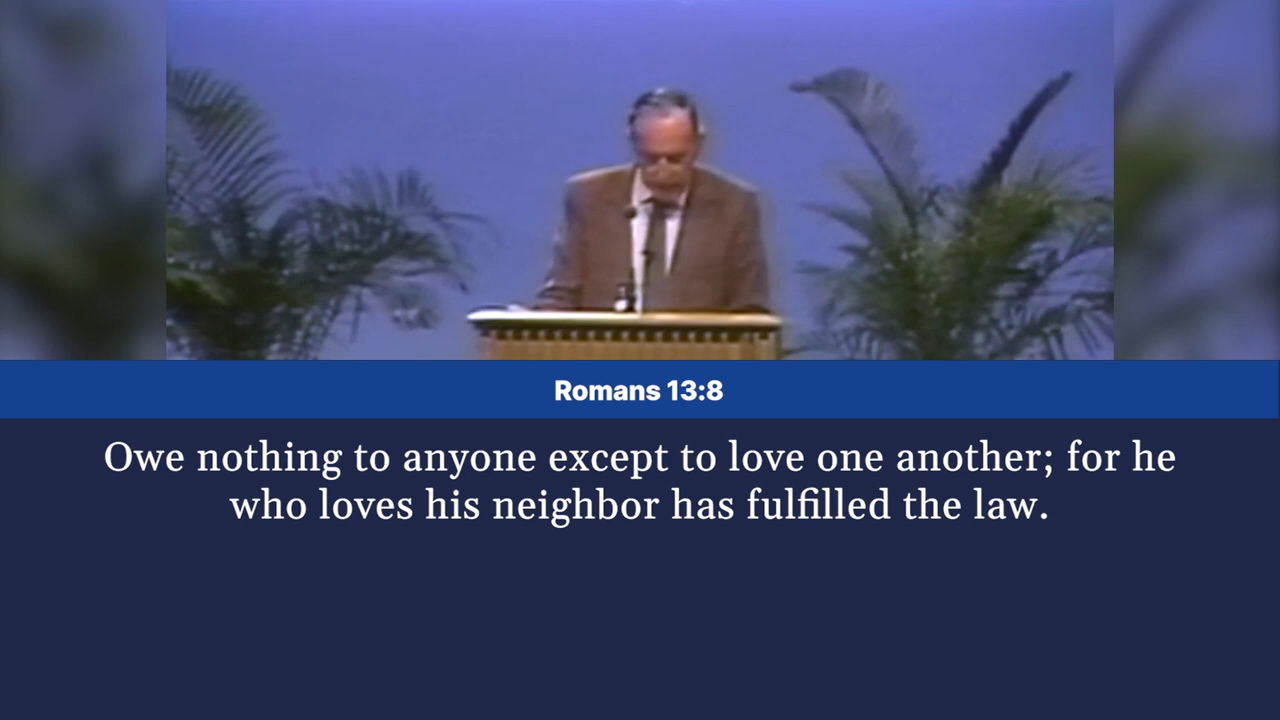 Romans 13:8
Owe nothing to anyone except to love one another; for he
who loves his neighbor has fulfilled the law.